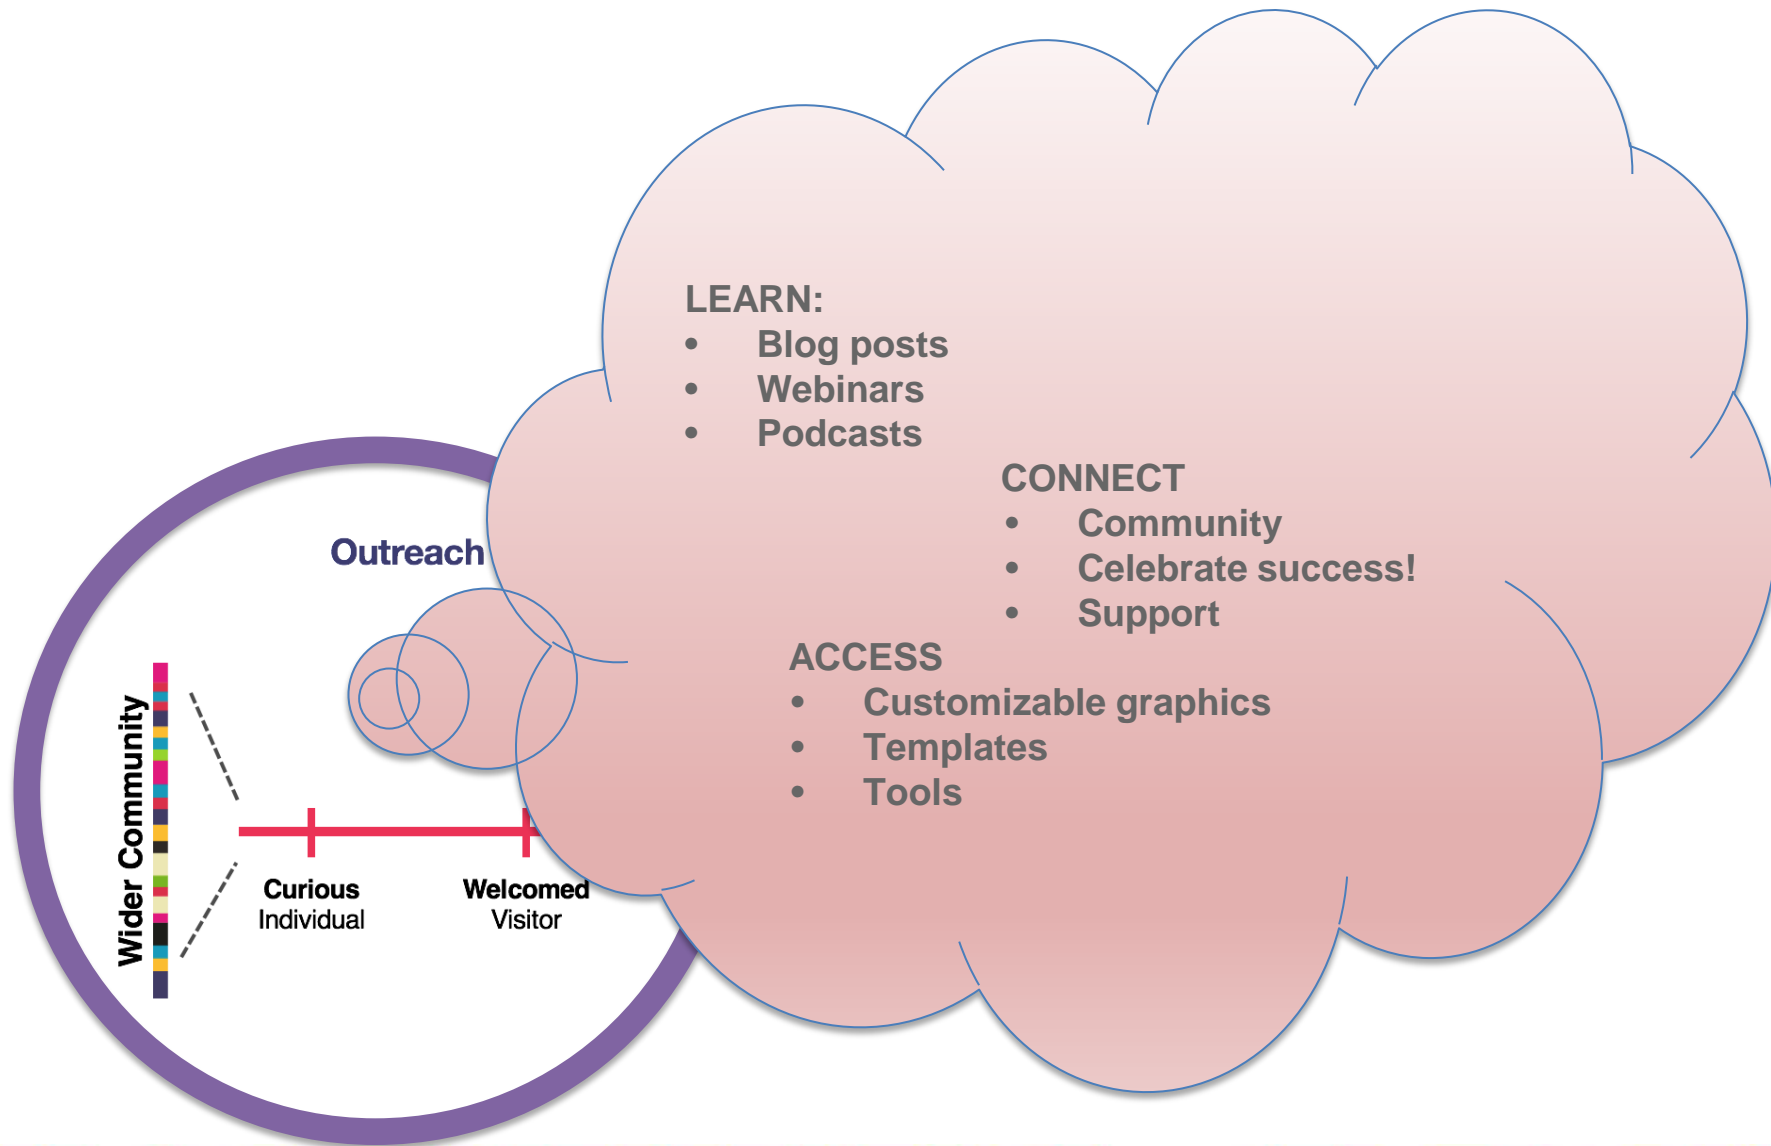 LEARN:
• Blog posts
• Webinars
• Podcasts
CONNECT
• Community
• Celebrate success!
• Support
ACCESS
• Customizable graphics
• Templates
• Tools
Outreach
Wider Community
Curious
Individual
Welcomed
Visitor